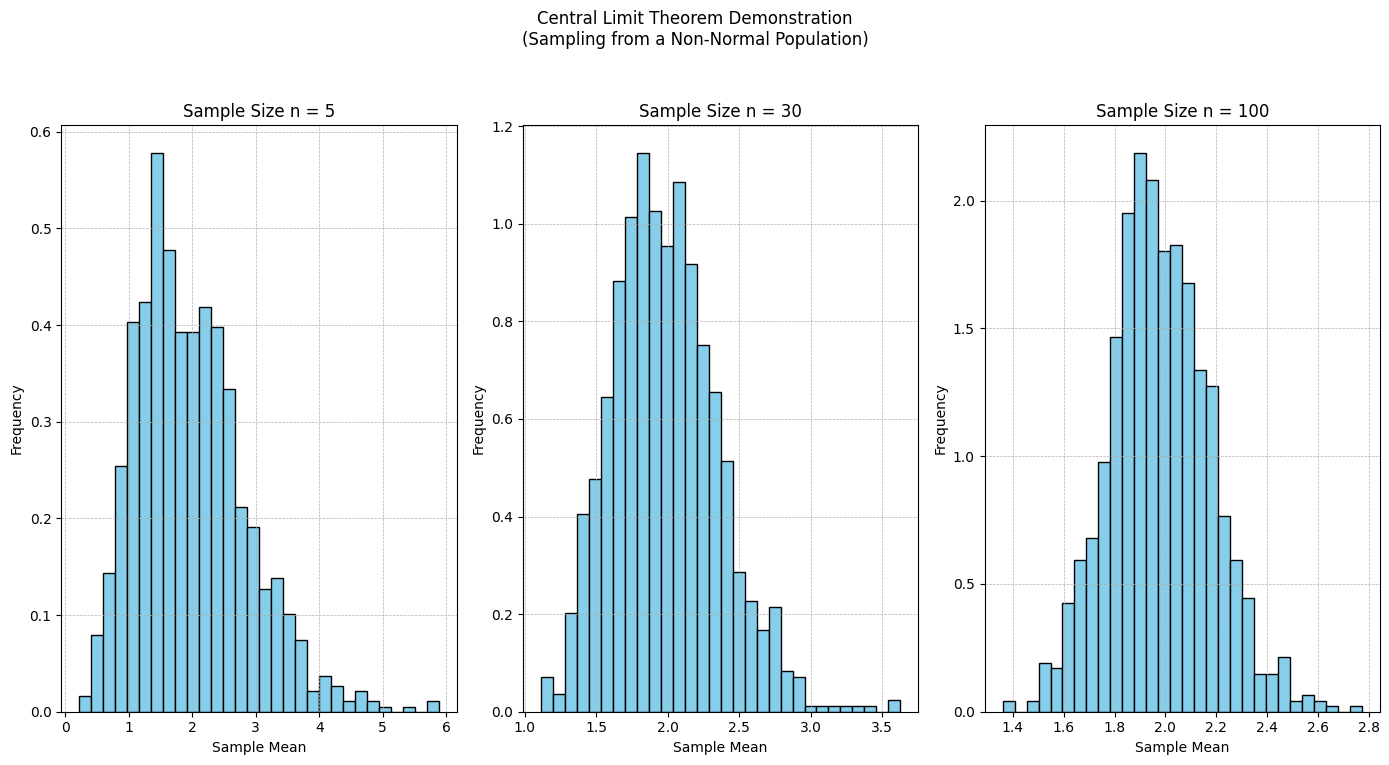 Central Limit Theorem Demonstration
(Sampling from a Non-Normal Population)
Sample Size n = 5
0.6
0.5
0.4
0.3
0.2
0.1
0.0
Frequency
0 1 2 3 4 5 6
Sample Mean
Sample Size n = 30
1.2
1.0
0.8
0.6
0.4
0.2
0.0
Frequency
1.0 1.5 2.0 2.5 3.0 3.5
Sample Mean
Sample Size n = 100
2.0
1.5
1.0
0.5
0.0
Frequency
1.4 1.6 1.8 2.0 2.2 2.4 2.6 2.8
Sample Mean